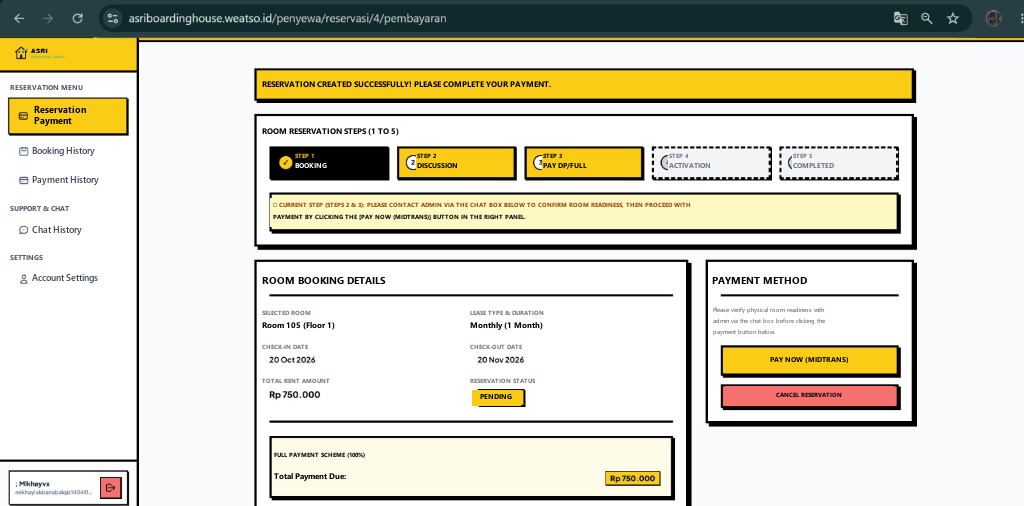 asriboardinghouse.weatso.id/penyewa/reservasi/4/pembayaran
ASRI
RESERVATION MENU
Reservation
Payment
Booking History
Payment History
SUPPORT & CHAT
Chat History
SETTINGS
Account Settings
; Mikhayvx
RESERVATION CREATED SUCCESSFULLY! PLEASE COMPLETE YOUR PAYMENT.
ROOM RESERVATION STEPS (1 TO 5)
✓ STEP 1
BOOKING
2 STEP 2
DISCUSSION
3 STEP 3
PAY DP/FULL
STEP 4
ACTIVATION
STEP 5
COMPLETED
CURRENT STEP (STEPS 2 & 3): PLEASE CONTACT ADMIN VIA THE CHAT BOX BELOW TO CONFIRM ROOM READINESS, THEN PROCEED WITH
PAYMENT BY CLICKING THE [PAY NOW (MIDTRANS)] BUTTON IN THE RIGHT PANEL.
ROOM BOOKING DETAILS
SELECTED ROOM
Room 105 (Floor 1)
LEASE TYPE & DURATION
Monthly (1 Month)
CHECK-IN DATE
20 Oct 2026
CHECK-OUT DATE
20 Nov 2026
TOTAL RENT AMOUNT
Rp 750.000
RESERVATION STATUS
PENDING
FULL PAYMENT SCHEME (100%)
Total Payment Due:
Rp 750.000
PAYMENT METHOD
Please verify physical room readiness with
admin via the chat box before clicking the
payment button below.
PAY NOW (MIDTRANS)
CANCEL RESERVATION